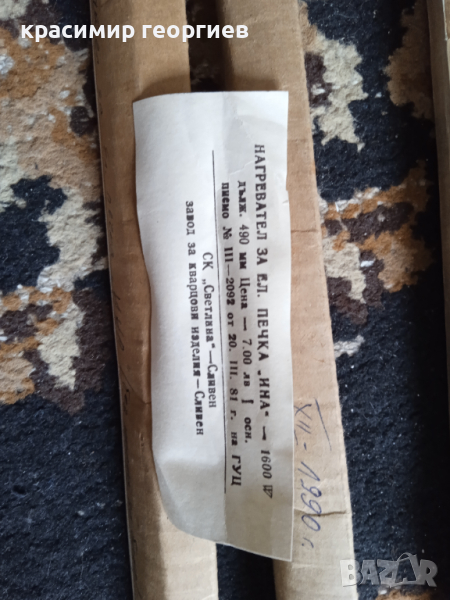 красимир георгиев
НАГРЕВАТЕЛ ЗА ЕЛ. ПЕЧКА „ИНА“ — 1600 W
дълж. 490 мм Цена — 7.00 лв I осн.
писмо № III—2092 от 20. III. 81 г. на ГУЦ
СК „Светлина“—Сливен
завод за кварцови изделия—Сливен
XII-1990 г.
BAZAR